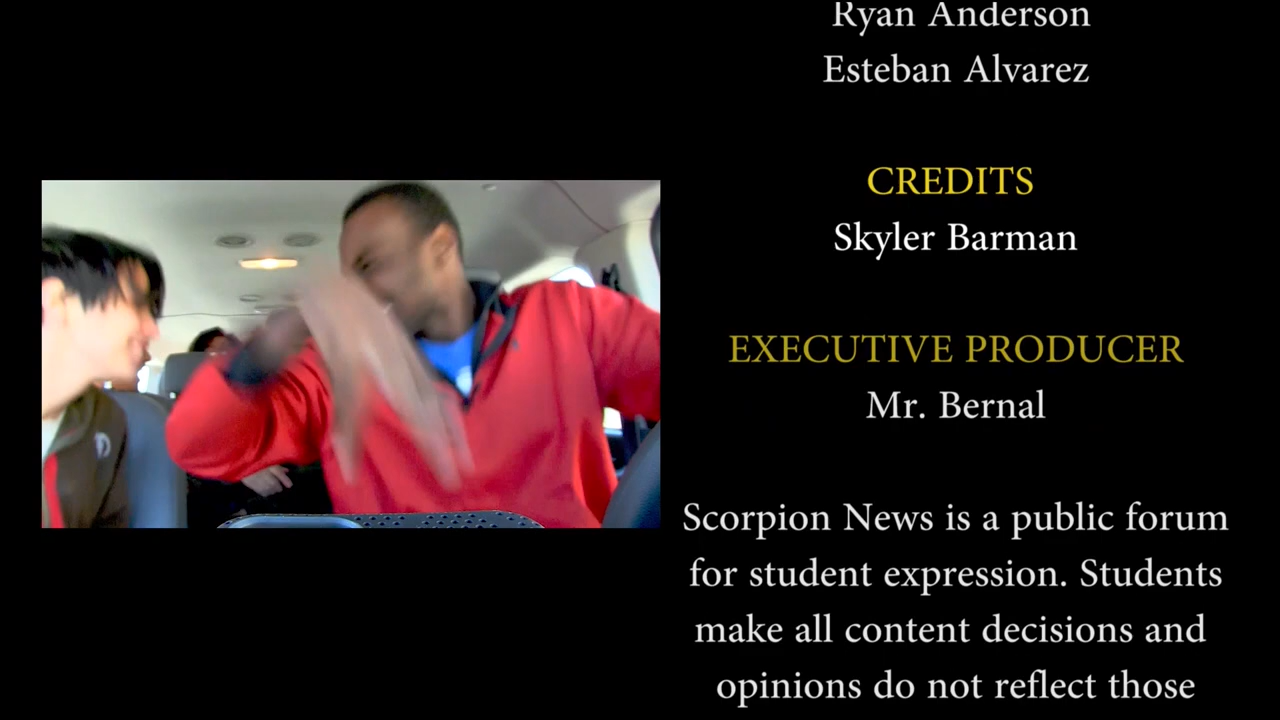 Ryan Anderson
Esteban Alvarez
CREDITS
Skyler Barman
EXECUTIVE PRODUCER
Mr. Bernal
Scorpion News is a public forum
for student expression. Students
make all content decisions and
opinions do not reflect those